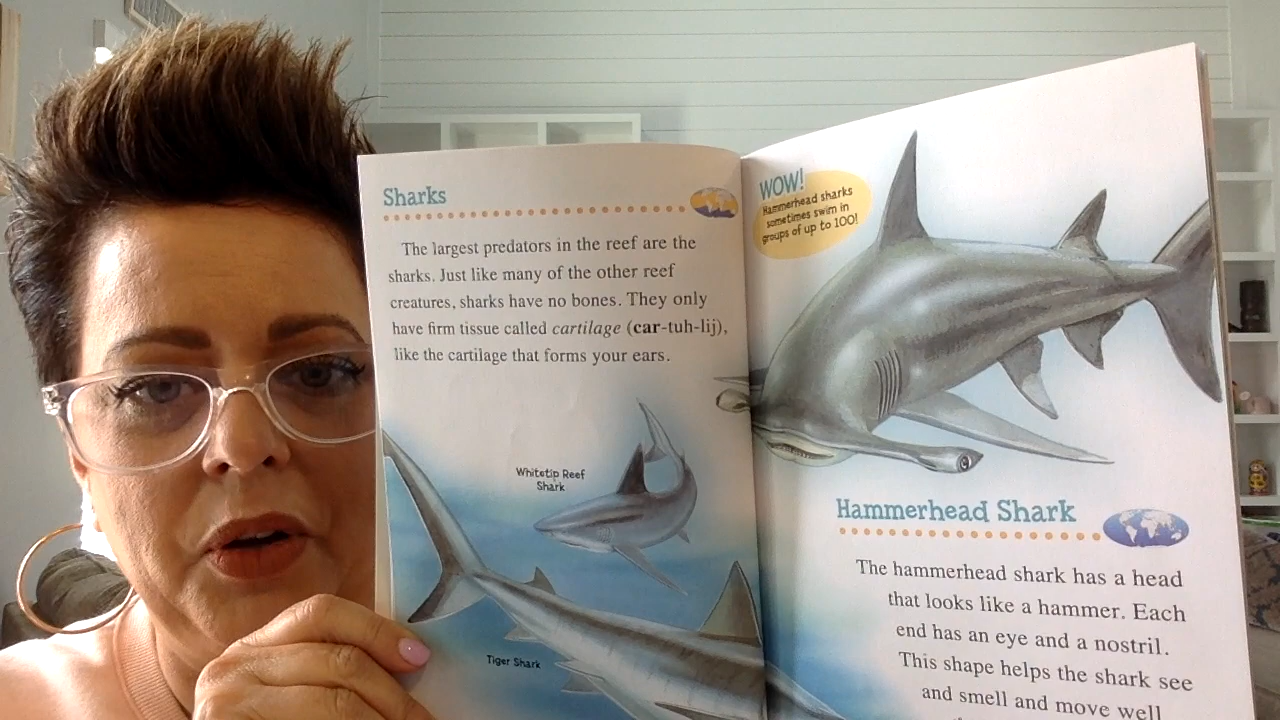 Sharks
The largest predators in the reef are the
sharks. Just like many of the other reef
creatures, sharks have no bones. They only
have firm tissue called cartilage (car-tuh-lij),
like the cartilage that forms your ears.
Whitetip Reef
Shark
Tiger Shark
WOW!
Hammerhead sharks
sometimes swim in
groups of up to 100!
Hammerhead Shark
The hammerhead shark has a head
that looks like a hammer. Each
end has an eye and a nostril.
This shape helps the shark see
and smell and move well